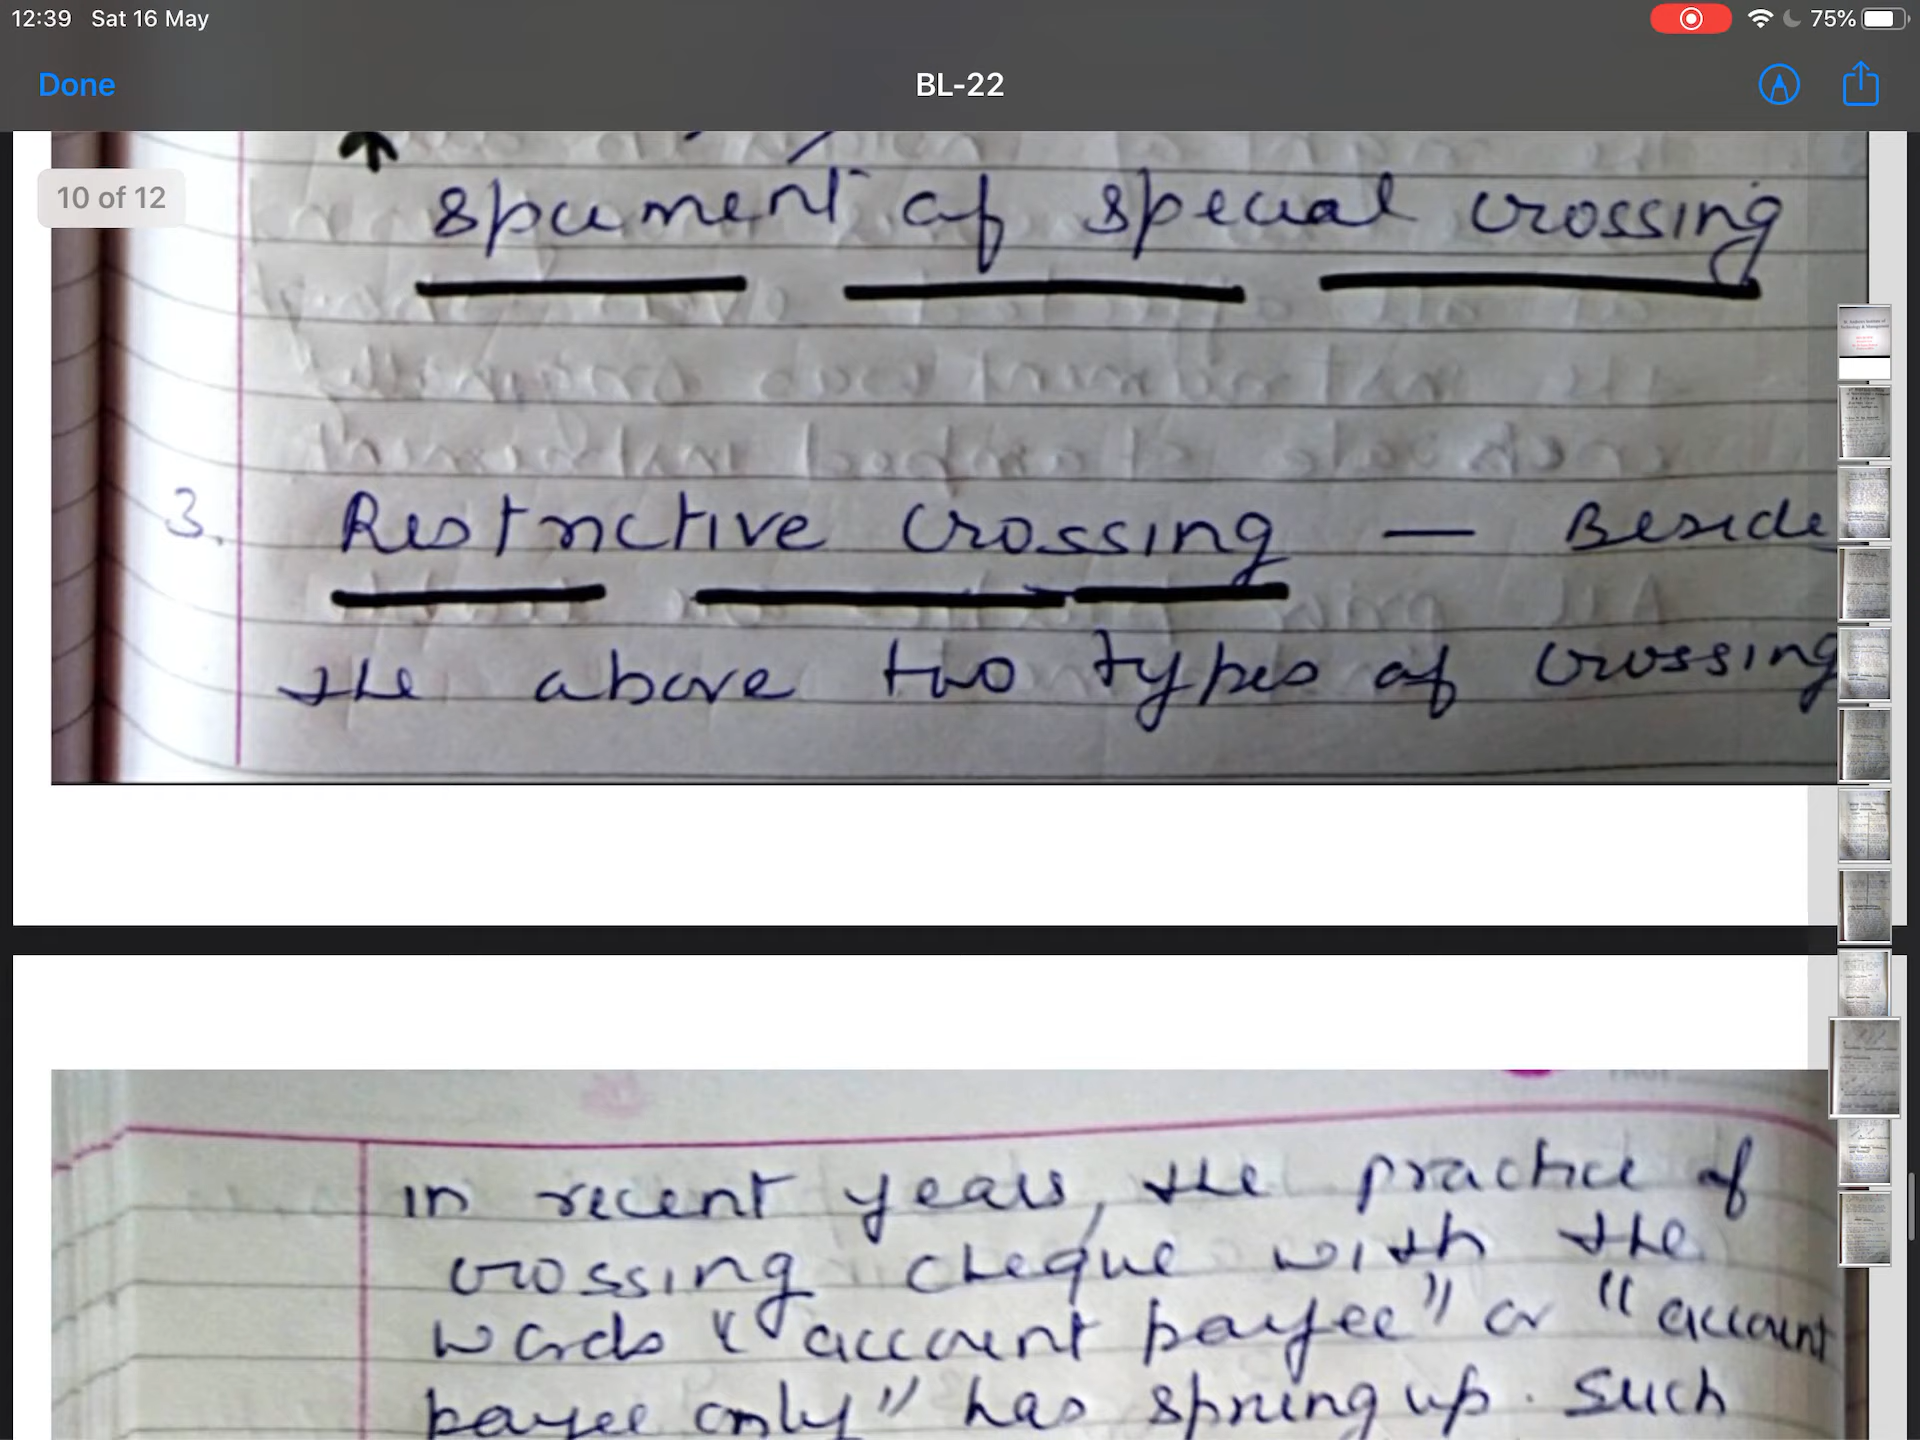 12:39 Sat 16 May
75%
Done
BL-22
10 of 12
spciment of special crossing
3. Restrictive Crossing — Beside
the above two types of crossing
in recent years, the practice of
crossing cheque with the
words "account payee" or "account
payee only" has spring up. Such